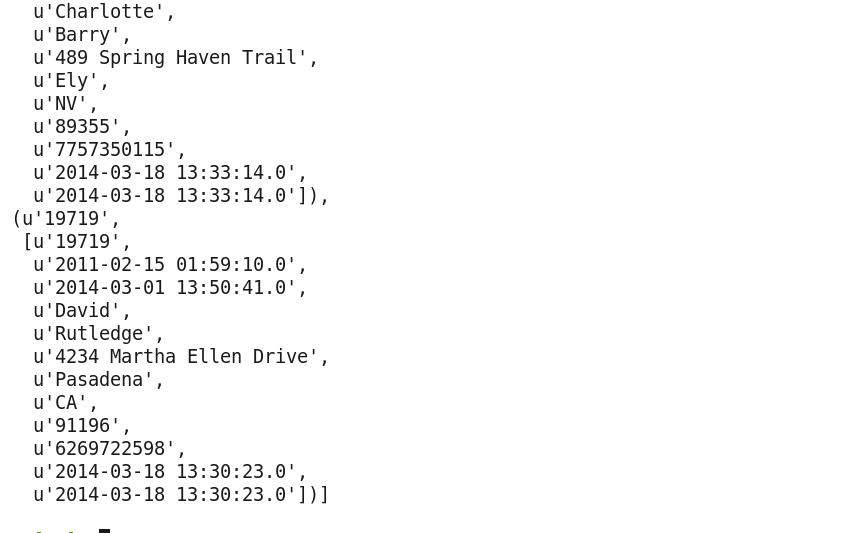 u'Charlotte',
u'Barry',
u'489 Spring Haven Trail',
u'Ely',
u'NV',
u'89355',
u'7757350115',
u'2014-03-18 13:33:14.0',
u'2014-03-18 13:33:14.0']),
(u'19719',
[u'19719',
u'2011-02-15 01:59:10.0',
u'2014-03-01 13:50:41.0',
u'David',
u'Rutledge',
u'4234 Martha Ellen Drive',
u'Pasadena',
u'CA',
u'91196',
u'6269722598',
u'2014-03-18 13:30:23.0',
u'2014-03-18 13:30:23.0'])]